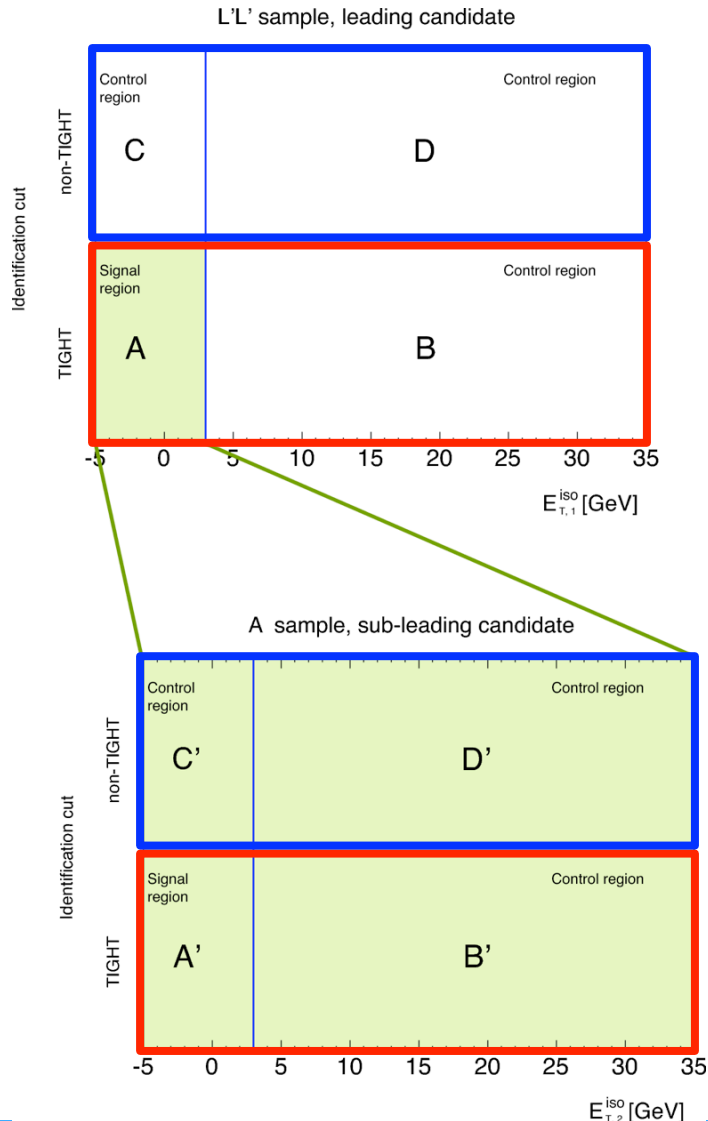 L'L' sample, leading candidate
Control
region
Control region
C
D
non-TIGHT
Identification cut
Signal
region
Control region
A
B
TIGHT
-5 0 5 10 15 20 25 30 35
E_T,1^iso [GeV]
A sample, sub-leading candidate
Control
region
Control region
C’
D’
non-TIGHT
Identification cut
Signal
region
Control region
A’
B’
TIGHT
-5 0 5 10 15 20 25 30 35
E_T,2^iso [GeV]